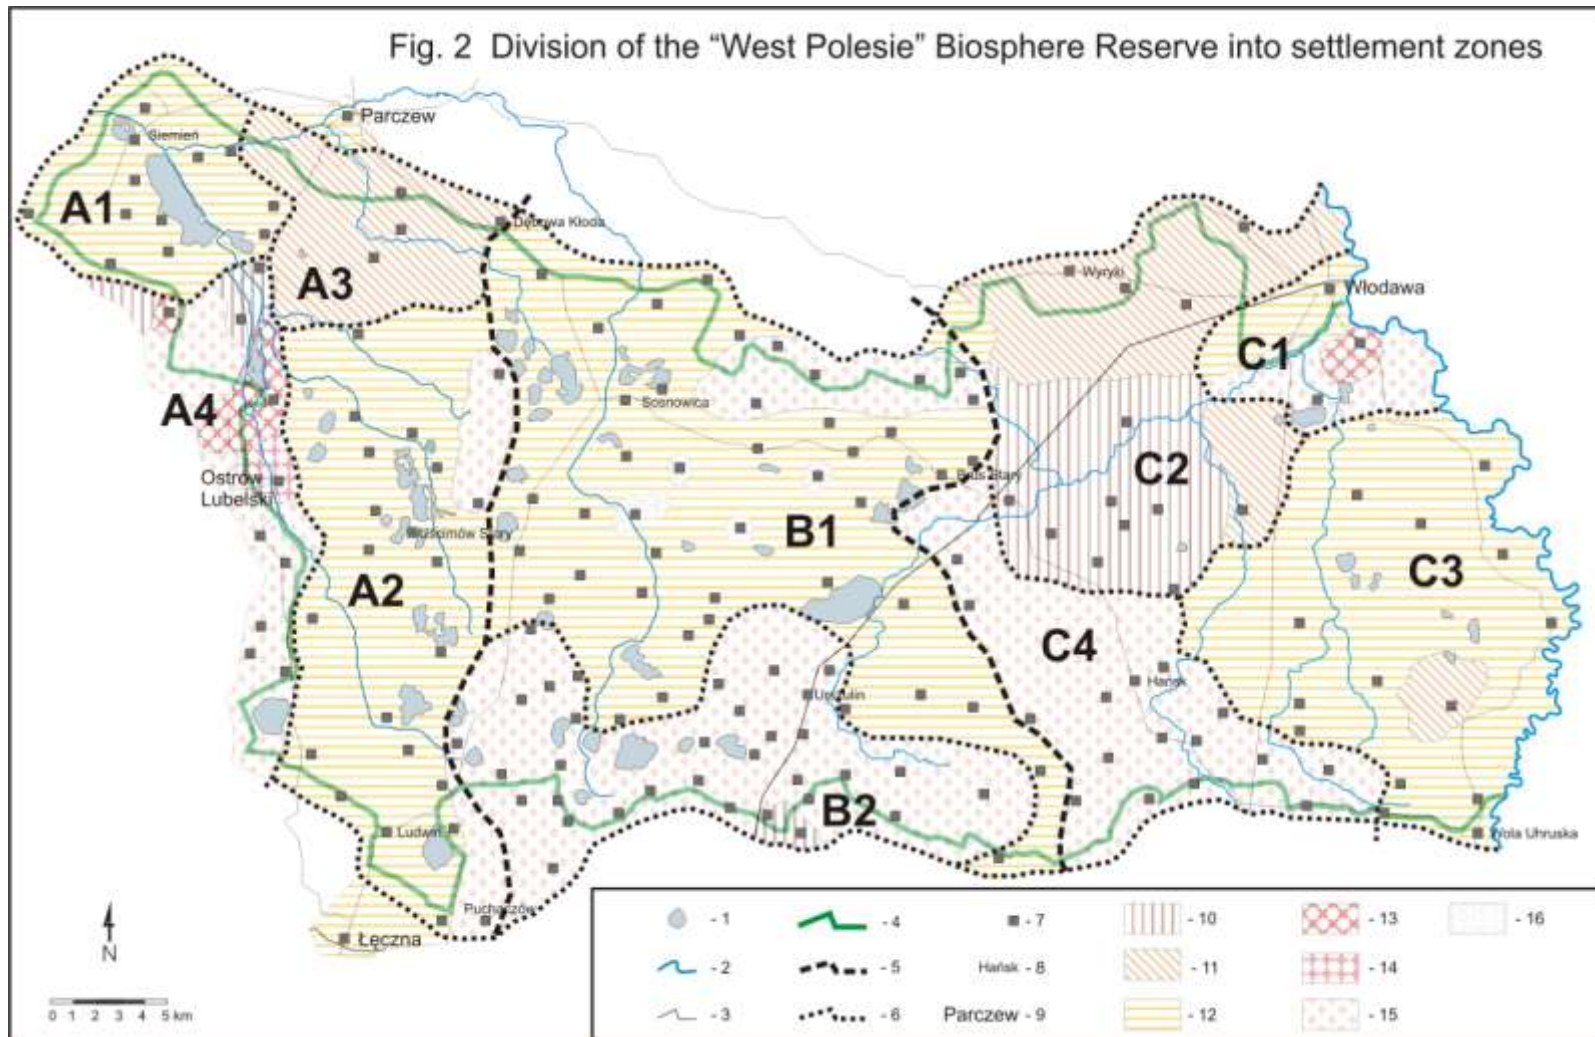 Fig. 2 Division of the “West Polesie” Biosphere Reserve into settlement zones
Parczew
Siemień
A1
Dębowa Kłoda
A3
Wyryki
Włodawa
C1
Sosnowica
A4
C2
Ostrów
Lubelski
B1
A2
C3
C4
Hańsk
B2
Ludwin
Wola Uhruska
Puchaczów
Łęczna
N
0 1 2 3 4 5 km
- 1
- 4
- 7
- 10
- 13
- 16
- 2
- 5
Hańsk - 8
- 11
- 14
- 3
- 6
Parczew - 9
- 12
- 15